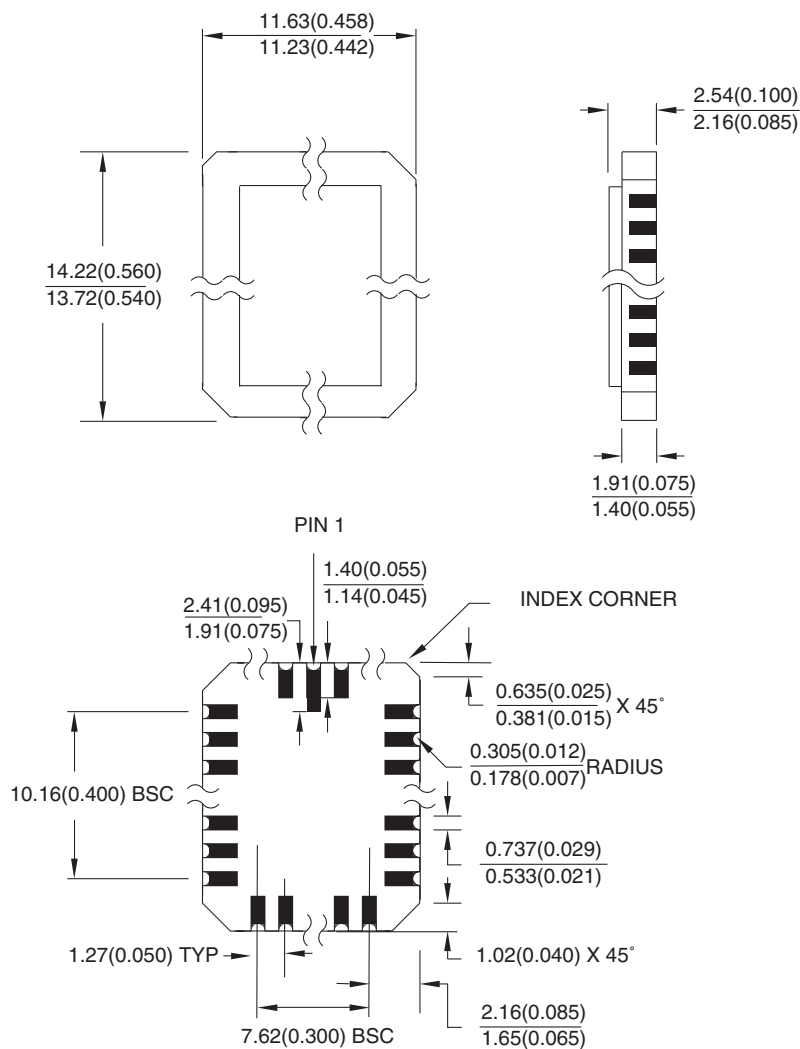 11.63(0.458)
11.23(0.442)
2.54(0.100)
2.16(0.085)
14.22(0.560)
13.72(0.540)
1.91(0.075)
1.40(0.055)
PIN 1
1.40(0.055)
1.14(0.045)
2.41(0.095)
1.91(0.075)
INDEX CORNER
0.635(0.025)
0.381(0.015) X 45°
0.305(0.012)
0.178(0.007) RADIUS
10.16(0.400) BSC
0.737(0.029)
0.533(0.021)
1.27(0.050) TYP
1.02(0.040) X 45°
7.62(0.300) BSC
2.16(0.085)
1.65(0.065)